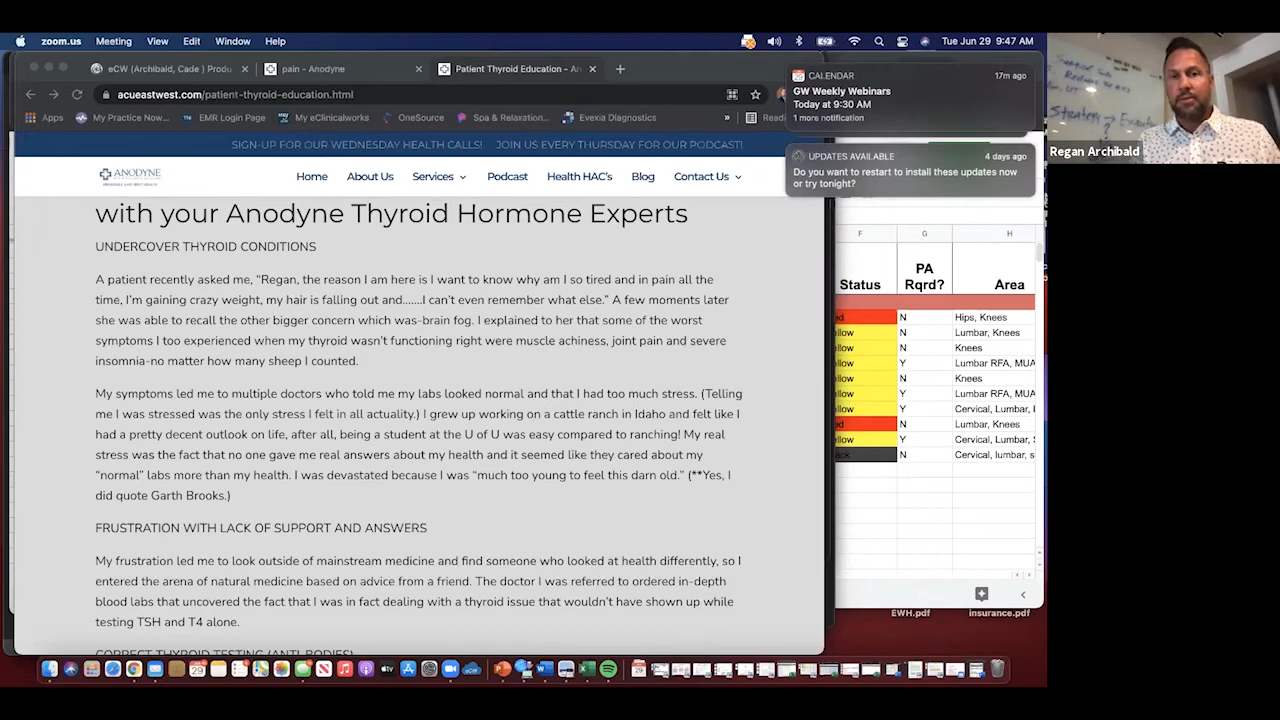 zoom.us Meeting View Edit Window Help Tue Jun 29 9:47 AM
eCW (Archibald, Cade ) Produ
pain - Anodyne
Patient Thyroid Education - An
acueastwest.com/patient-thyroid-education.html
Apps My Practice Now... EMR Login Page My eClinicalworks OneSource Spa & Relaxation... Evexia Diagnostics » Readi
SIGN-UP FOR OUR WEDNESDAY HEALTH CALLS! JOIN US EVERY THURSDAY FOR OUR PODCAST!
ANODYNE
Home About Us Services Podcast Health HAC's Blog Contact Us
with your Anodyne Thyroid Hormone Experts
UNDERCOVER THYROID CONDITIONS
A patient recently asked me, “Regan, the reason I am here is I want to know why am I so tired and in pain all the
time, I’m gaining crazy weight, my hair is falling out and…….I can’t even remember what else.” A few moments later
she was able to recall the other bigger concern which was-brain fog. I explained to her that some of the worst
symptoms I too experienced when my thyroid wasn’t functioning right were muscle achiness, joint pain and severe
insomnia-no matter how many sheep I counted.
My symptoms led me to multiple doctors who told me my labs looked normal and that I had too much stress. (Telling
me I was stressed was the only stress I felt in all actuality.) I grew up working on a cattle ranch in Idaho and felt like I
had a pretty decent outlook on life, after all, being a student at the U of U was easy compared to ranching! My real
stress was the fact that no one gave me real answers about my health and it seemed like they cared about my
“normal” labs more than my health. I was devastated because I was “much too young to feel this darn old.” (**Yes, I
did quote Garth Brooks.)
FRUSTRATION WITH LACK OF SUPPORT AND ANSWERS
My frustration led me to look outside of mainstream medicine and find someone who looked at health differently, so I
entered the arena of natural medicine based on advice from a friend. The doctor I was referred to ordered in-depth
blood labs that uncovered the fact that I was in fact dealing with a thyroid issue that wouldn’t have shown up while
testing TSH and T4 alone.
CORRECT THYROID TESTING (ANTI-BODIES)
CALENDAR 17m ago
GW Weekly Webinars
Today at 9:30 AM
1 more notification
UPDATES AVAILABLE 4 days ago
Do you want to restart to install these updates now
or try tonight?
F G H
Status PA Rqrd? Area
ed N Hips, Knees
ellow N Lumbar, Knees
ellow N Knees
ellow Y Lumbar RFA, MUA
ellow N Knees
ellow Y Lumbar RFA, MUA
ellow Y Cervical, Lumbar,
ed N Lumbar, Knees
ellow Y Cervical, Lumbar, S
ack N Cervical, lumbar, s
EWH.pdf insurance.pdf
Regan Archibald
Strategy